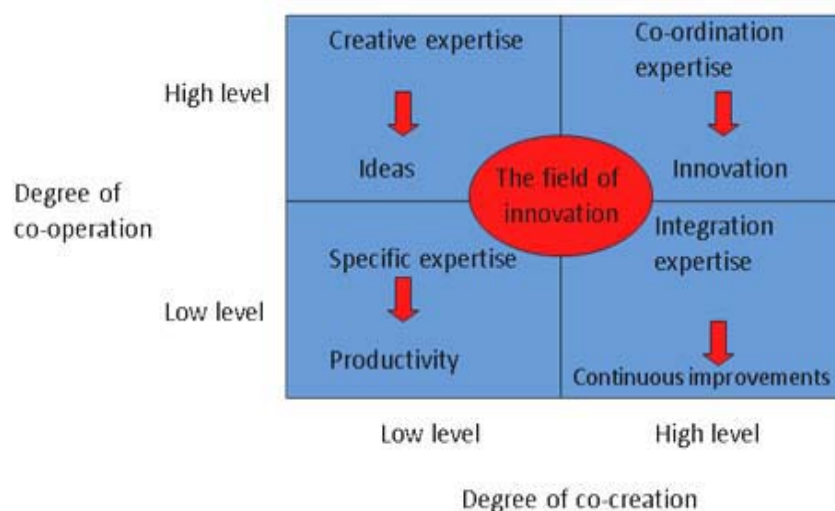 Creative expertise
Co-ordination
expertise
High level
Ideas
Innovation
The field of
innovation
Degree of
co-operation
Specific expertise
Integration
expertise
Low level
Productivity
Continuous improvements
Low level
High level
Degree of co-creation